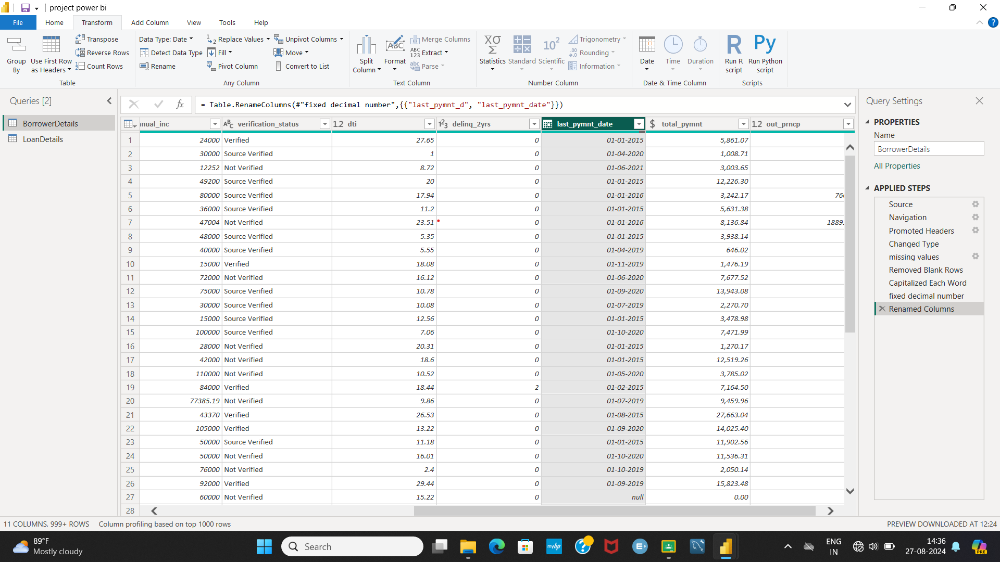 project power bi
File Home Transform Add Column View Tools Help
Group By
Use First Row as Headers
Transpose
Reverse Rows
Count Rows
Table
Data Type: Date
Detect Data Type
Rename
Replace Values
Fill
Pivot Column
Unpivot Columns
Move
Convert to List
Any Column
Split Column
Format
Merge Columns
Extract
Parse
Text Column
Statistics
Standard
Scientific
Trigonometry
Rounding
Information
Number Column
Date
Time
Duration
Date & Time Column
Run R script
Run Python script
Scripts
Queries [2]
BorrowerDetails
LoanDetails
= Table.RenameColumns(#"fixed decimal number",{{"last_pymnt_d", "last_pymnt_date"}})
nual_inc verification_status 1.2 dti delinq_2yrs last_pymnt_date $ total_pymnt 1.2 out_prncp
1 24000 Verified 27.65 0 01-01-2015 5,861.07
2 30000 Source Verified 1 0 01-04-2020 1,008.71
3 12252 Not Verified 8.72 0 01-06-2021 3,003.65
4 49200 Source Verified 20 0 01-01-2015 12,226.30
5 80000 Source Verified 17.94 0 01-01-2016 3,242.17
6 36000 Source Verified 11.2 0 01-01-2015 5,631.38
7 47004 Not Verified 23.51 0 01-01-2016 8,136.84 1889.
8 48000 Source Verified 5.35 0 01-01-2015 3,938.14
9 40000 Source Verified 5.55 0 01-04-2019 646.02
10 15000 Verified 18.08 0 01-11-2019 1,476.19
11 72000 Not Verified 16.12 0 01-06-2020 7,677.52
12 75000 Source Verified 10.78 0 01-09-2020 13,943.08
13 30000 Source Verified 10.08 0 01-07-2019 2,270.70
14 15000 Source Verified 12.56 0 01-01-2015 3,478.98
15 100000 Source Verified 7.06 0 01-10-2020 7,471.99
16 28000 Not Verified 20.31 0 01-01-2015 1,270.17
17 42000 Not Verified 18.6 0 01-01-2015 12,519.26
18 110000 Not Verified 10.52 0 01-05-2020 3,785.02
19 84000 Verified 18.44 2 01-02-2015 7,164.50
20 77385.19 Not Verified 9.86 0 01-07-2019 9,459.96
21 43370 Verified 26.53 0 01-08-2015 27,663.04
22 105000 Verified 13.22 0 01-09-2020 14,025.40
23 50000 Source Verified 11.18 0 01-01-2015 11,902.56
24 50000 Not Verified 16.01 0 01-10-2020 11,536.31
25 76000 Not Verified 2.4 0 01-10-2019 2,050.14
26 92000 Verified 29.44 0 01-09-2019 15,823.48
27 60000 Not Verified 15.22 0 null 0.00
28
Query Settings
PROPERTIES
Name
BorrowerDetails
All Properties
APPLIED STEPS
Source
Navigation
Promoted Headers
Changed Type
missing values
Removed Blank Rows
Capitalized Each Word
fixed decimal number
Renamed Columns
11 COLUMNS, 999+ ROWS Column profiling based on top 1000 rows
PREVIEW DOWNLOADED AT 12:24
89°F
Mostly cloudy
Search
myhp
ENG
IN
14:36
27-08-2024
PRE